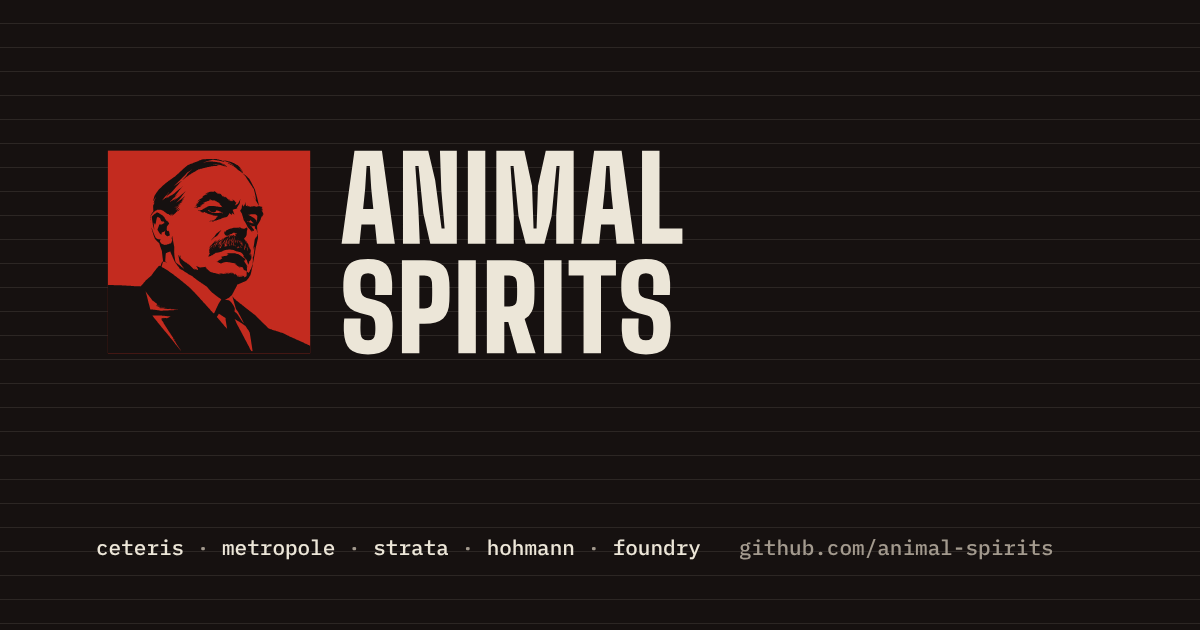 ANIMAL
SPIRITS
ceteris · metropole · strata · hohmann · foundry github.com/animal-spirits